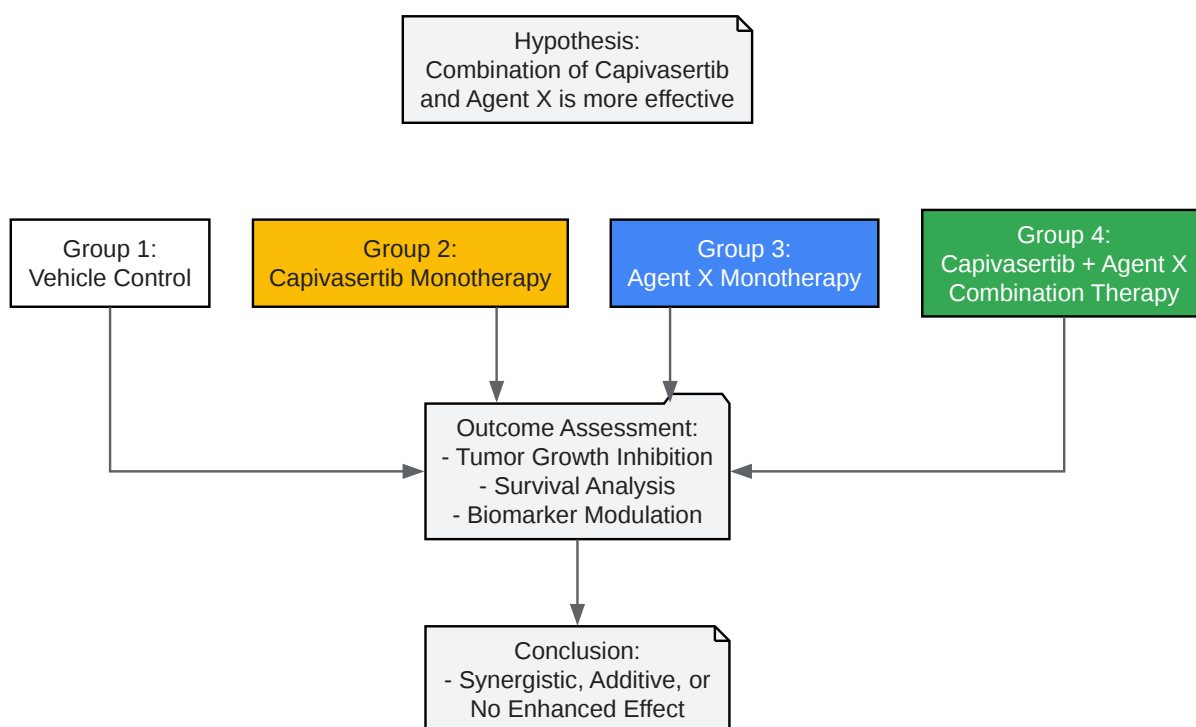 Hypothesis:
Combination of Capivasertib
and Agent X is more effective
Group 1:
Vehicle Control
Group 2:
Capivasertib Monotherapy
Group 3:
Agent X Monotherapy
Group 4:
Capivasertib + Agent X
Combination Therapy
Outcome Assessment:
- Tumor Growth Inhibition
- Survival Analysis
- Biomarker Modulation
Conclusion:
- Synergistic, Additive, or
No Enhanced Effect